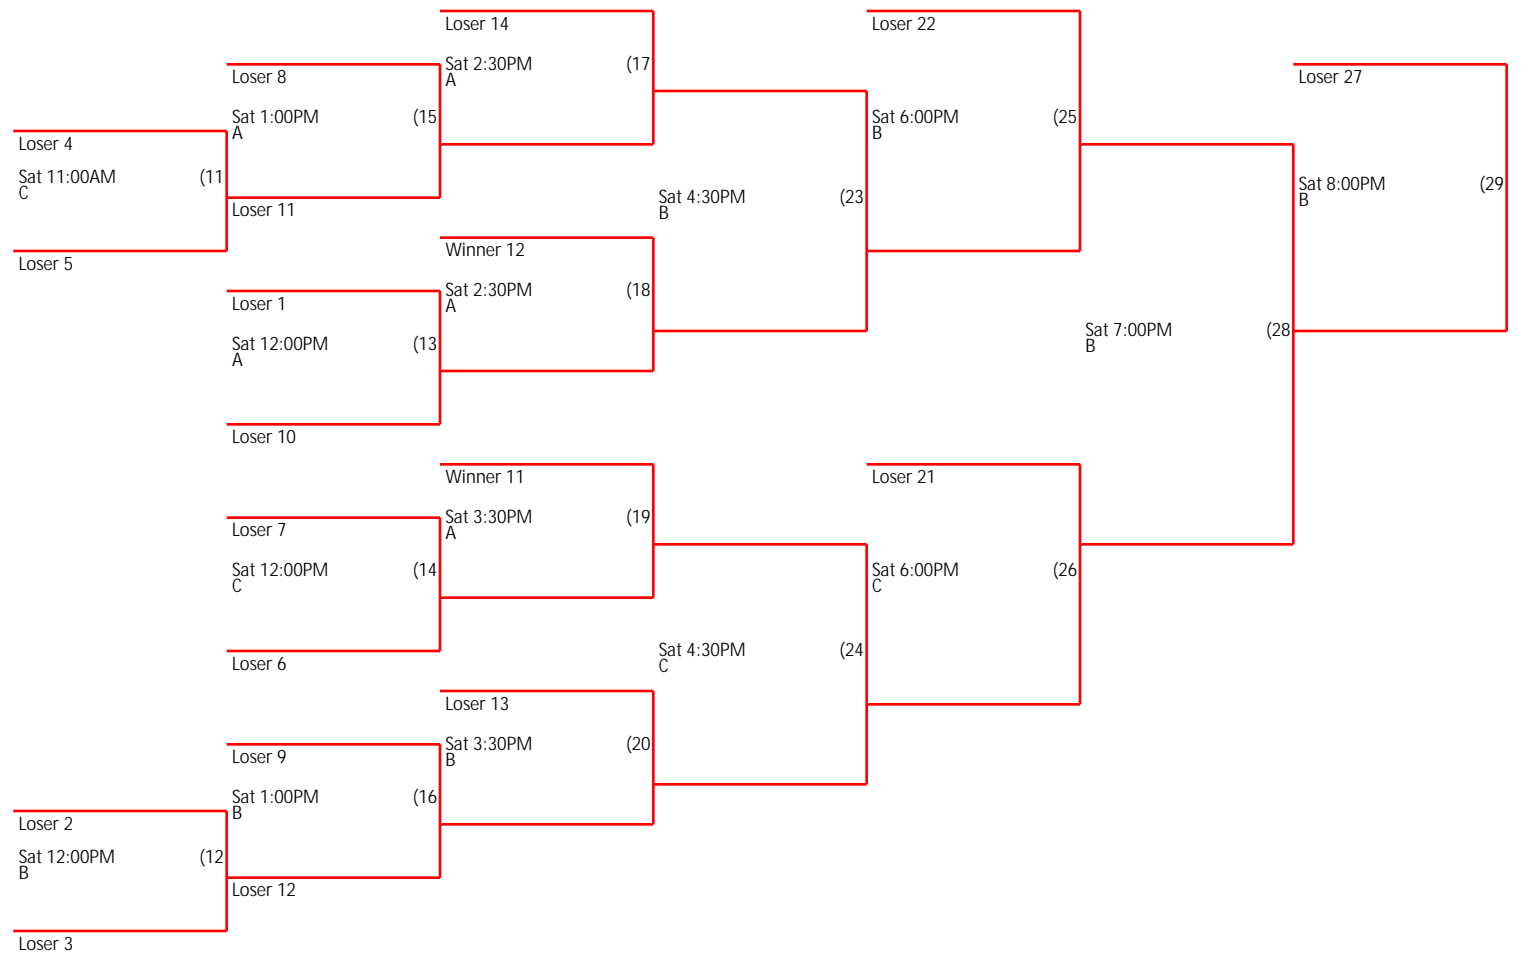 Loser 14
Loser 22
Sat 2:30PM (17
A
Loser 8
Loser 27
Sat 1:00PM (15
A
Sat 6:00PM (25
B
Loser 4
Sat 11:00AM (11
C
Sat 4:30PM (23
B
Sat 8:00PM (29
B
Loser 11
Winner 12
Loser 5
Sat 2:30PM (18
A
Loser 1
Sat 12:00PM (13
A
Sat 7:00PM (28
B
Loser 10
Winner 11
Loser 21
Sat 3:30PM (19
A
Loser 7
Sat 12:00PM (14
C
Sat 6:00PM (26
C
Loser 6
Sat 4:30PM (24
C
Loser 13
Sat 3:30PM (20
B
Loser 9
Sat 1:00PM (16
B
Loser 2
Sat 12:00PM (12
B
Loser 12
Loser 3